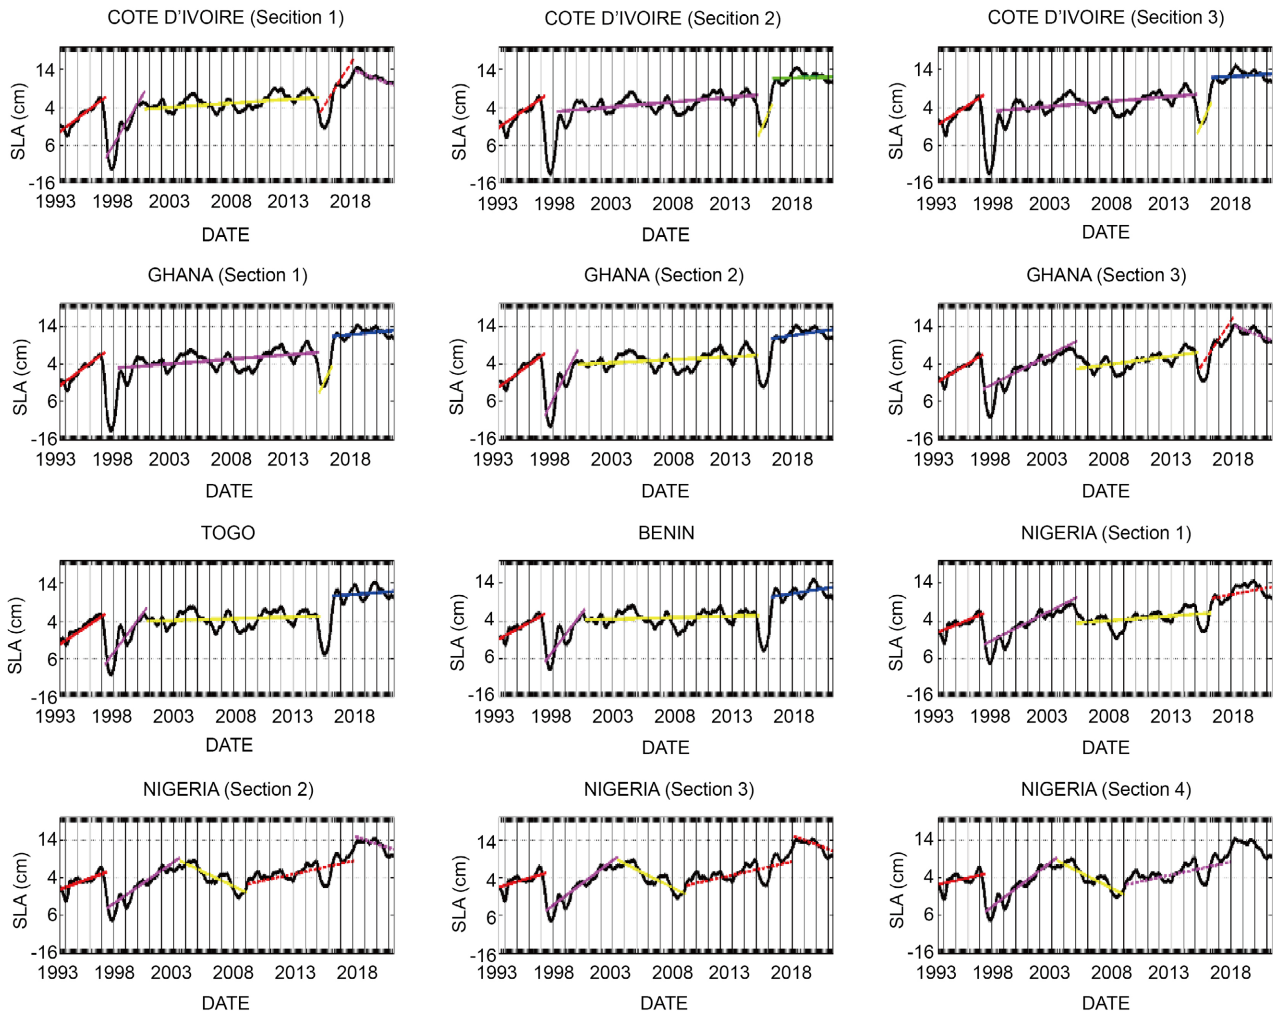 COTE D'IVOIRE (Secition 1)
COTE D'IVOIRE (Secition 2)
COTE D'IVOIRE (Secition 3)
SLA (cm)
14
4
6
-16
1993 1998 2003 2008 2013 2018
DATE
SLA (cm)
14
4
6
-16
1993 1998 2003 2008 2013 2018
DATE
SLA (cm)
14
4
6
-16
1993 1998 2003 2008 2013 2018
DATE
GHANA (Section 1)
GHANA (Section 2)
GHANA (Section 3)
SLA (cm)
14
4
6
-16
1993 1998 2003 2008 2013 2018
DATE
SLA (cm)
14
4
6
-16
1993 1998 2003 2008 2013 2018
DATE
SLA (cm)
14
4
6
-16
1993 1998 2003 2008 2013 2018
DATE
TOGO
BENIN
NIGERIA (Section 1)
SLA (cm)
14
4
6
-16
1993 1998 2003 2008 2013 2018
DATE
SLA (cm)
14
4
6
-16
1993 1998 2003 2008 2013 2018
DATE
SLA (cm)
14
4
6
-16
1993 1998 2003 2008 2013 2018
DATE
NIGERIA (Section 2)
NIGERIA (Section 3)
NIGERIA (Section 4)
SLA (cm)
14
4
6
-16
1993 1998 2003 2008 2013 2018
DATE
SLA (cm)
14
4
6
-16
1993 1998 2003 2008 2013 2018
DATE
SLA (cm)
14
4
6
-16
1993 1998 2003 2008 2013 2018
DATE